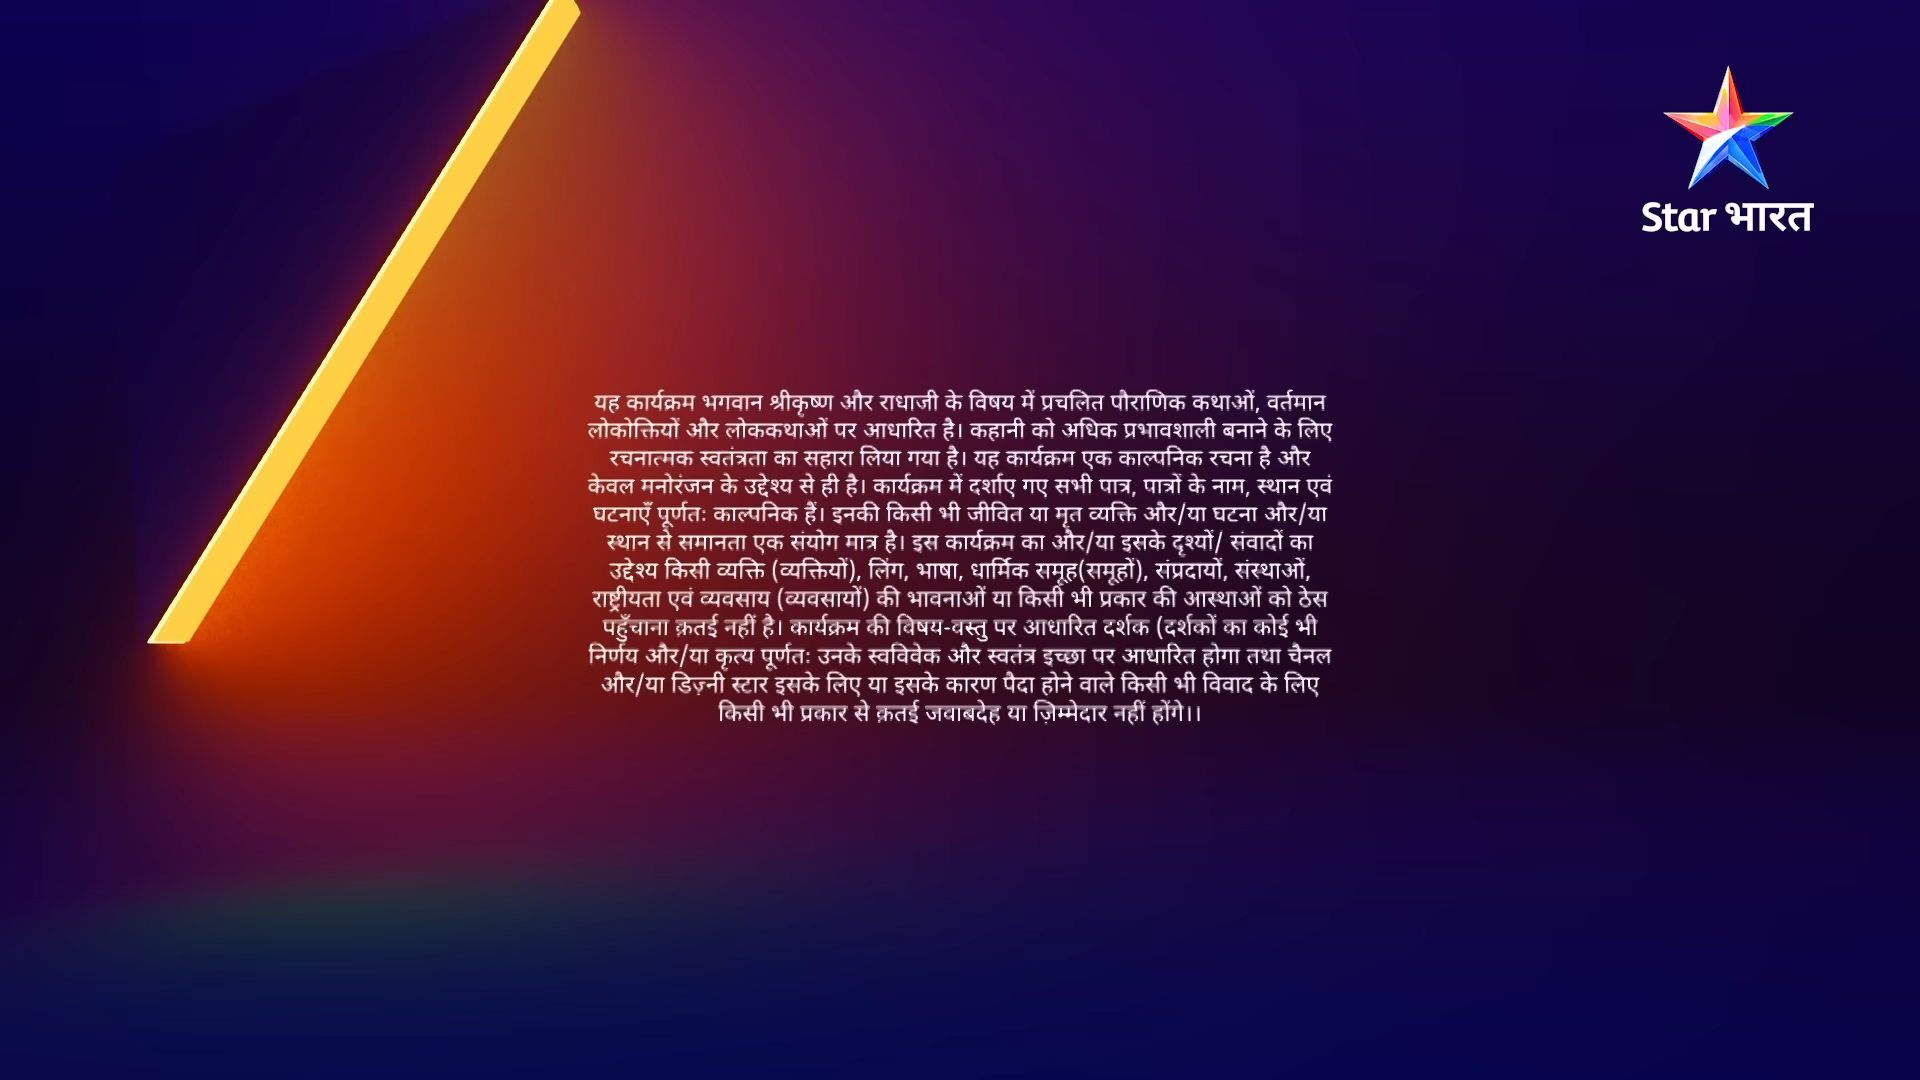 Star भारत
यह कार्यक्रम भगवान श्रीकृष्ण और राधाजी के विषय में प्रचलित पौराणिक कथाओं, वर्तमान
लोकोक्तियों और लोककथाओं पर आधारित है। कहानी को अधिक प्रभावशाली बनाने के लिए
रचनात्मक स्वतंत्रता का सहारा लिया गया है। यह कार्यक्रम एक काल्पनिक रचना है और
केवल मनोरंजन के उद्देश्य से ही है। कार्यक्रम में दर्शाए गए सभी पात्र, पात्रों के नाम, स्थान एवं
घटनाएँ पूर्णतः काल्पनिक हैं। इनकी किसी भी जीवित या मृत व्यक्ति और/या घटना और/या
स्थान से समानता एक संयोग मात्र है। इस कार्यक्रम का और/या इसके दृश्यों/ संवादों का
उद्देश्य किसी व्यक्ति (व्यक्तियों), लिंग, भाषा, धार्मिक समूह(समूहों), संप्रदायों, संस्थाओं,
राष्ट्रीयता एवं व्यवसाय (व्यवसायों) की भावनाओं या किसी भी प्रकार की आस्थाओं को ठेस
पहुँचाना क़तई नहीं है। कार्यक्रम की विषय-वस्तु पर आधारित दर्शक (दर्शकों का कोई भी
निर्णय और/या कृत्य पूर्णतः उनके स्वविवेक और स्वतंत्र इच्छा पर आधारित होगा तथा चैनल
और/या डिज़्नी स्टार इसके लिए या इसके कारण पैदा होने वाले किसी भी विवाद के लिए
किसी भी प्रकार से क़तई जवाबदेह या ज़िम्मेदार नहीं होंगे।।